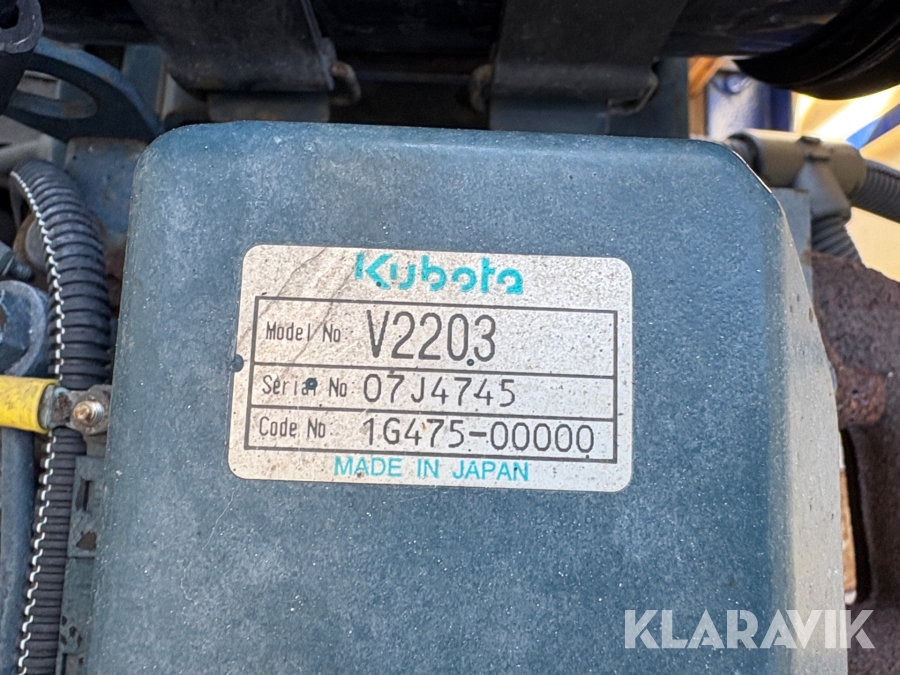 Kubota
Model No V2203
Serial No 07J4745
Code No 1G475-00000
MADE IN JAPAN
KLARAVIK